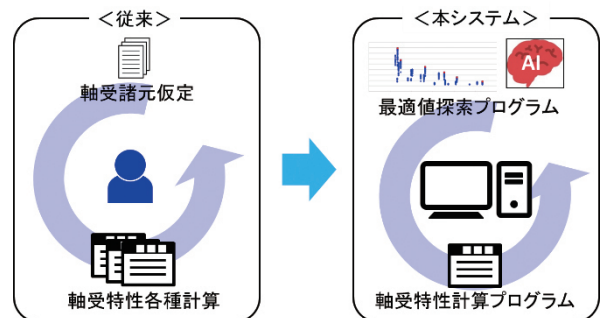 ＜従来＞
軸受諸元仮定
軸受特性各種計算
＜本システム＞
AI
最適値探索プログラム
軸受特性計算プログラム